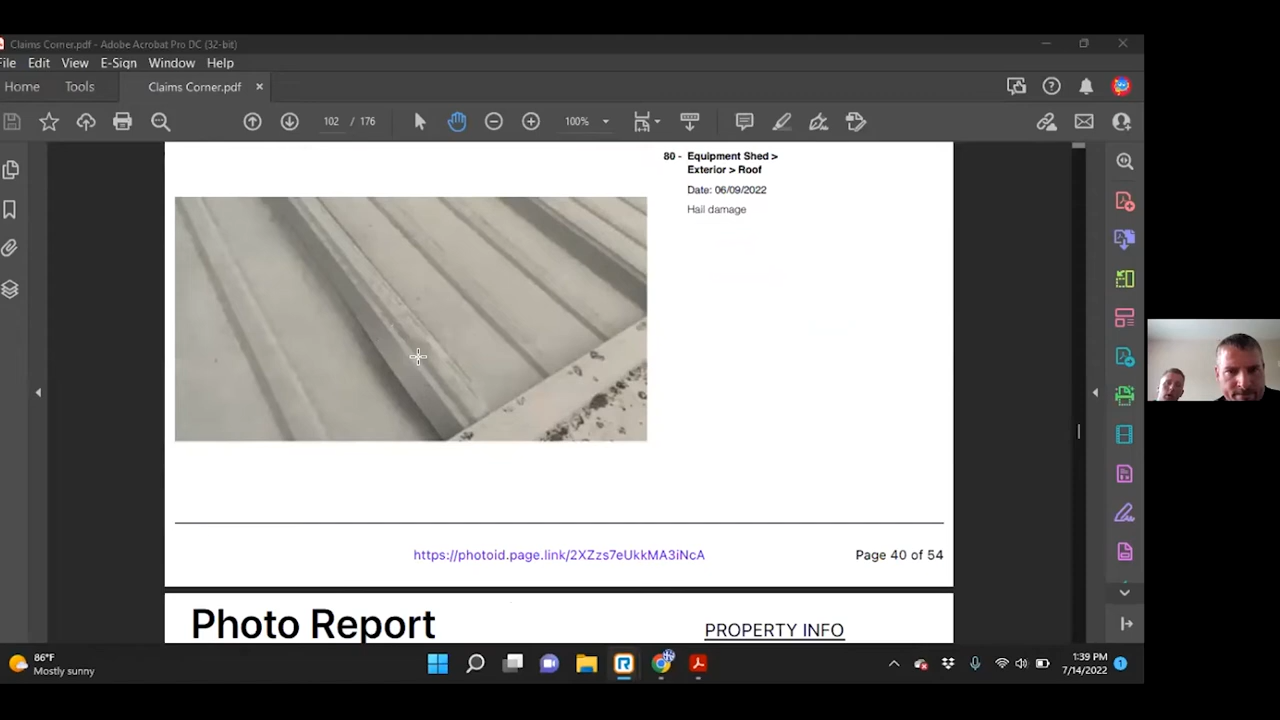 Claims Corner.pdf - Adobe Acrobat Pro DC (32-bit)
File Edit View E-Sign Window Help
Home Tools Claims Corner.pdf ×
102 / 176 100%
80 - Equipment Shed >
Exterior > Roof
Date: 06/09/2022
Hail damage
https://photoid.page.link/2XZzs7eUkkMA3iNcA Page 40 of 54
Photo Report PROPERTY INFO
86°F
Mostly sunny
1:39 PM
7/14/2022 1